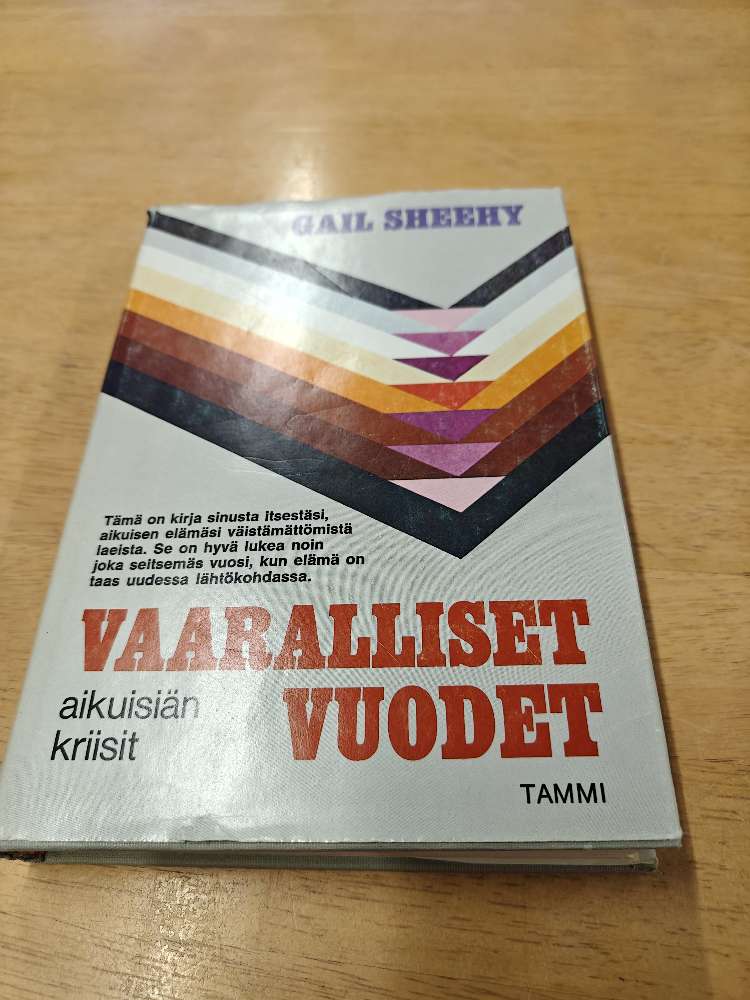 GAIL SHEEHY
Tämä on kirja sinusta itsestäsi,
aikuisen elämäsi väistämättömistä
laeista. Se on hyvä lukea noin
joka seitsemäs vuosi, kun elämä on
taas uudessa lähtökohdassa.
VAARALLISET
aikuisiän
kriisit
VUODET
TAMMI